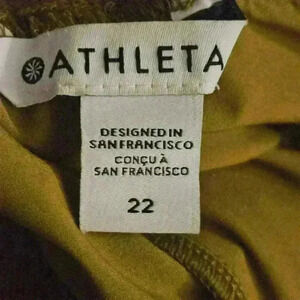 ATHLETA
DESIGNED IN
SAN FRANCISCO
CONÇU À
SAN FRANCISCO
22